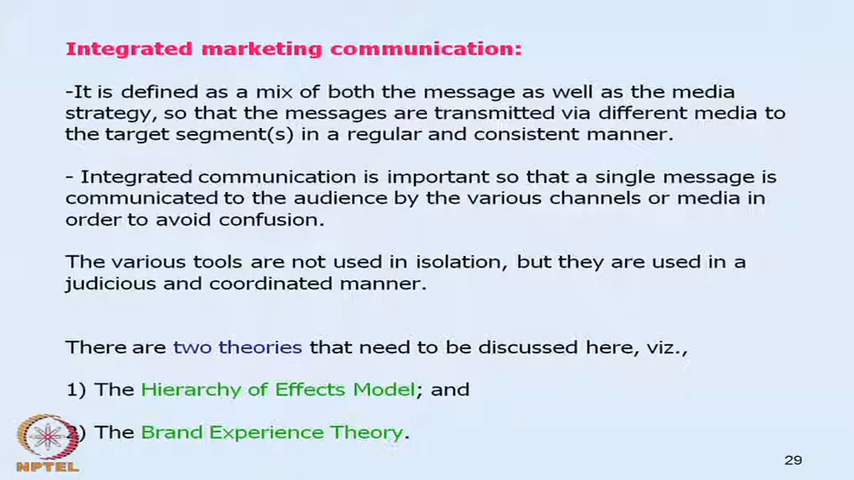 Integrated marketing communication:
-It is defined as a mix of both the message as well as the media
strategy, so that the messages are transmitted via different media to
the target segment(s) in a regular and consistent manner.
- Integrated communication is important so that a single message is
communicated to the audience by the various channels or media in
order to avoid confusion.
The various tools are not used in isolation, but they are used in a
judicious and coordinated manner.
There are two theories that need to be discussed here, viz.,
1) The Hierarchy of Effects Model; and
2) The Brand Experience Theory.
NPTEL
29